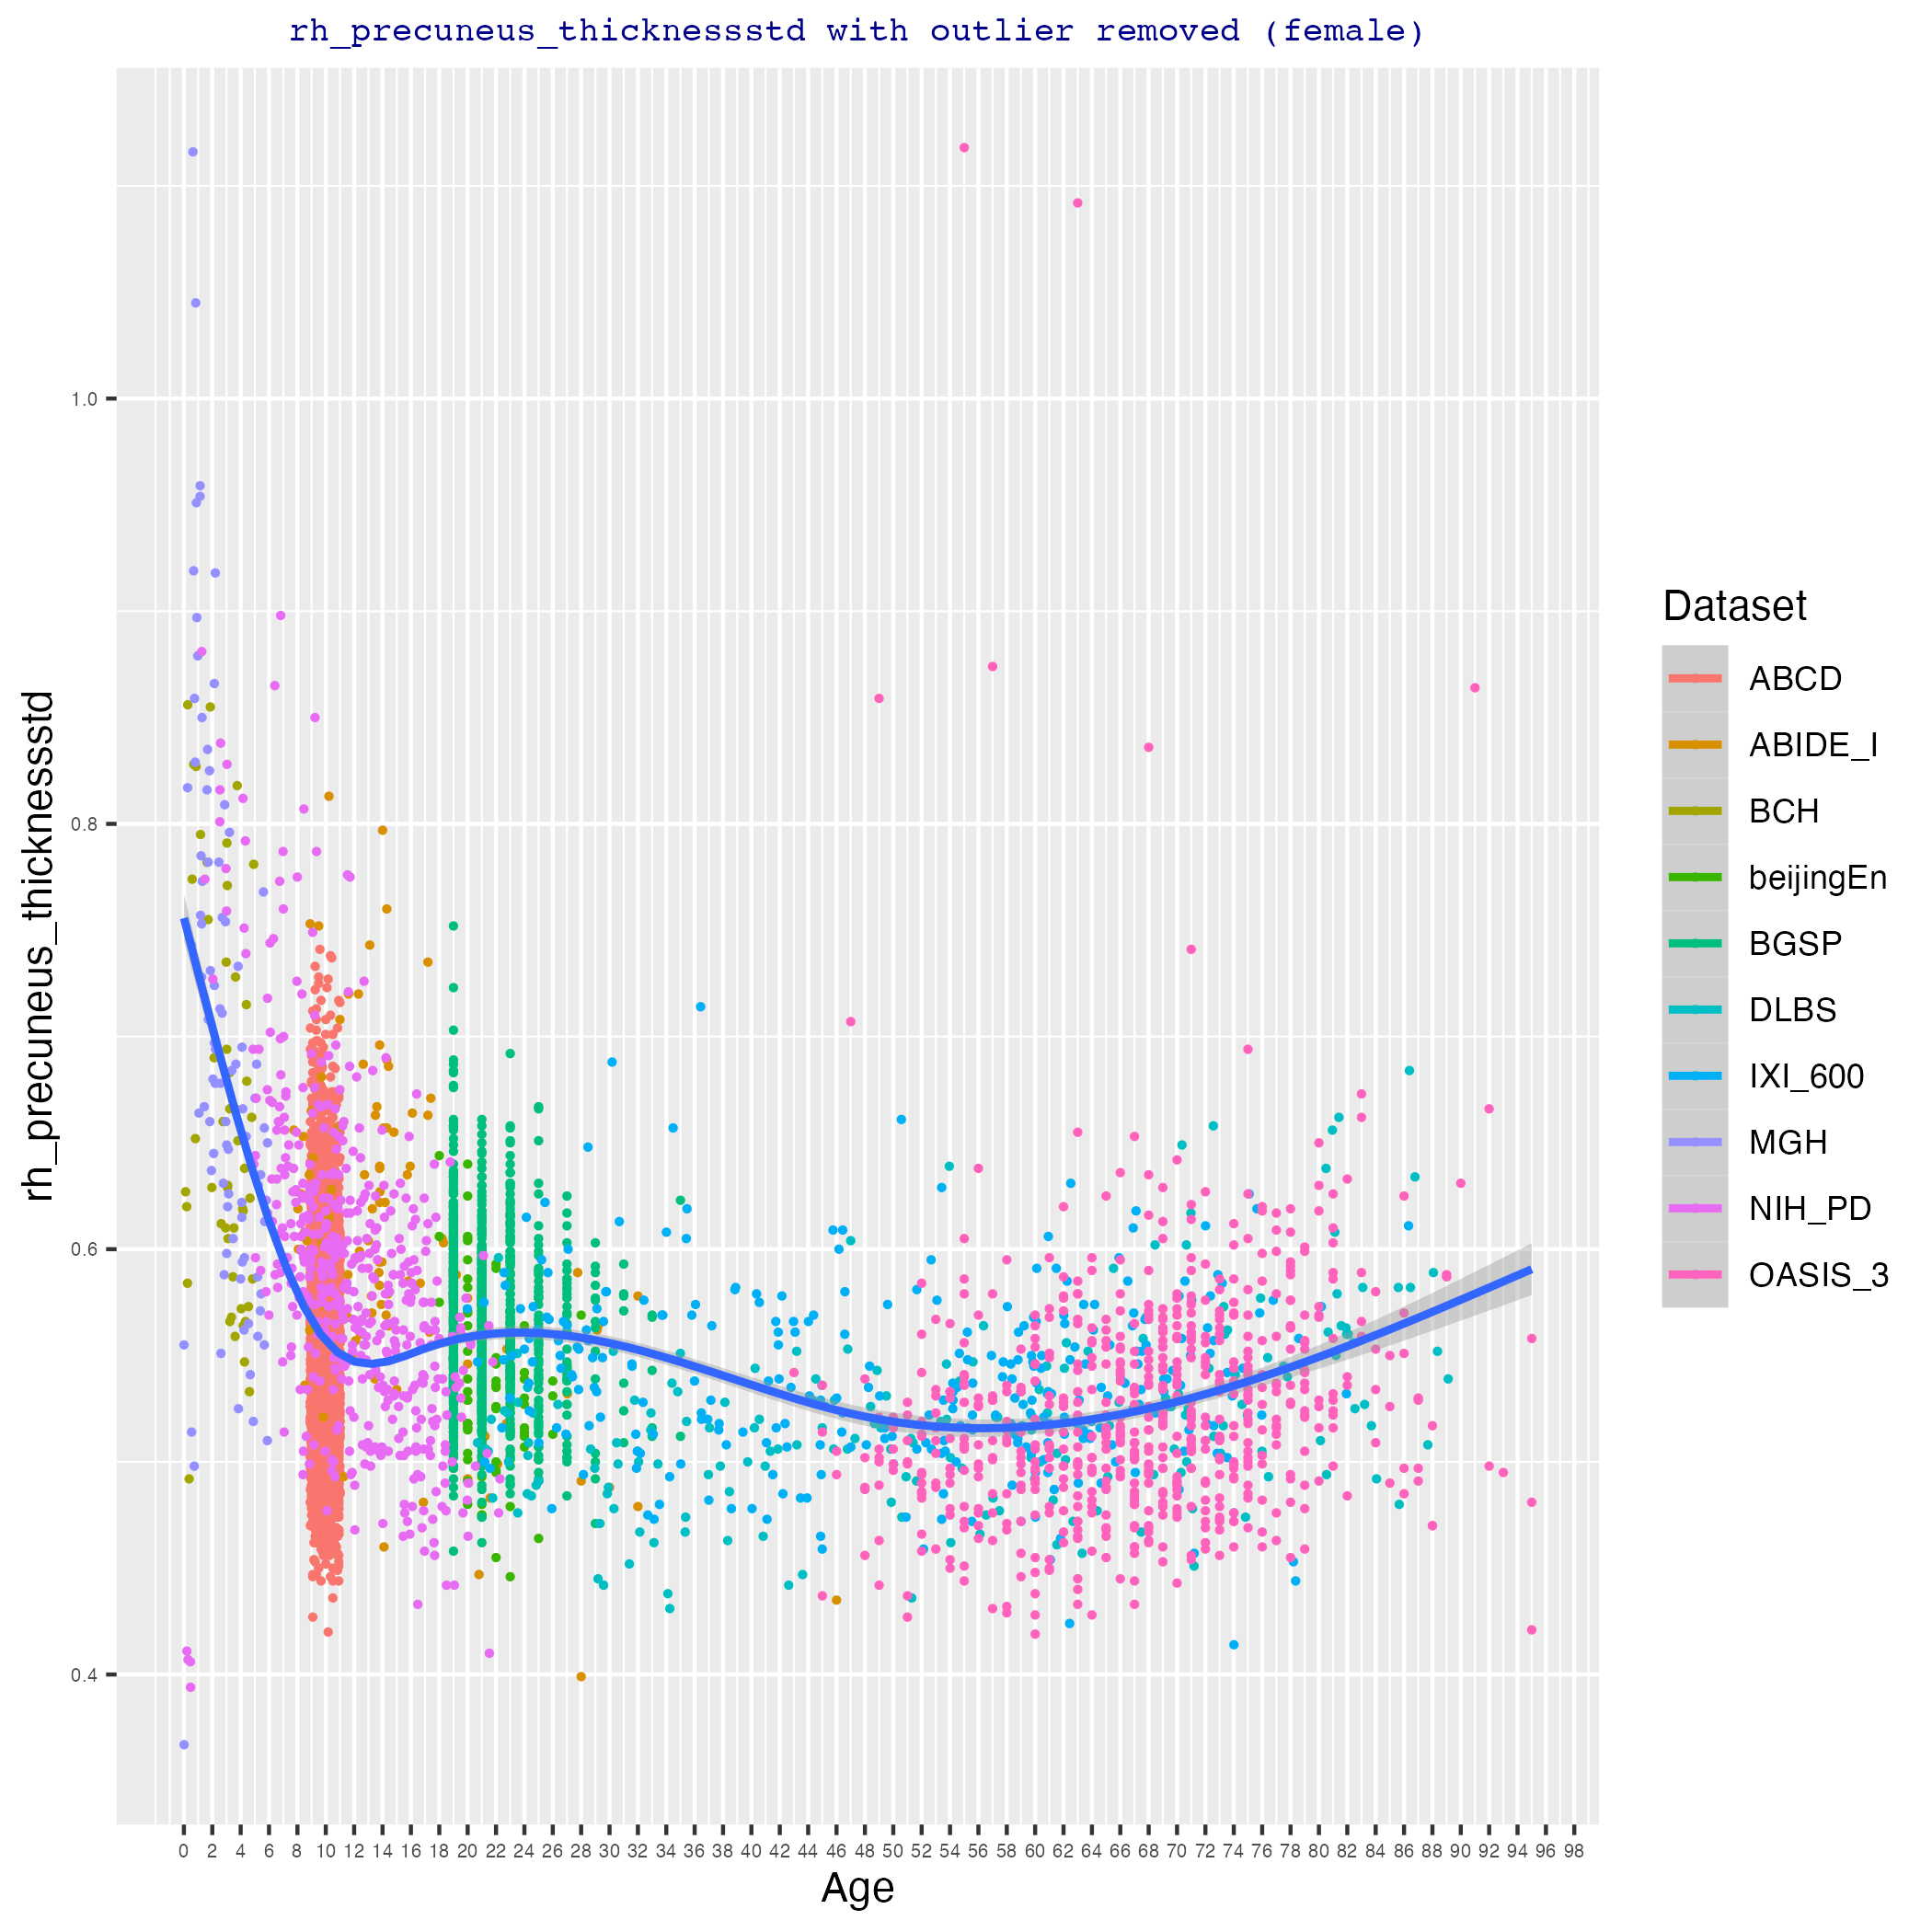 rh_precuneus_thicknessstd with outlier removed (female)
rh_precuneus_thicknessstd
1.0
0.8
0.6
0.4
0 2 4 6 8 10 12 14 16 18 20 22 24 26 28 30 32 34 36 38 40 42 44 46 48 50 52 54 56 58 60 62 64 66 68 70 72 74 76 78 80 82 84 86 88 90 92 94 96 98
Age
Dataset
ABCD
ABIDE_I
BCH
beijingEn
BGSP
DLBS
IXI_600
MGH
NIH_PD
OASIS_3